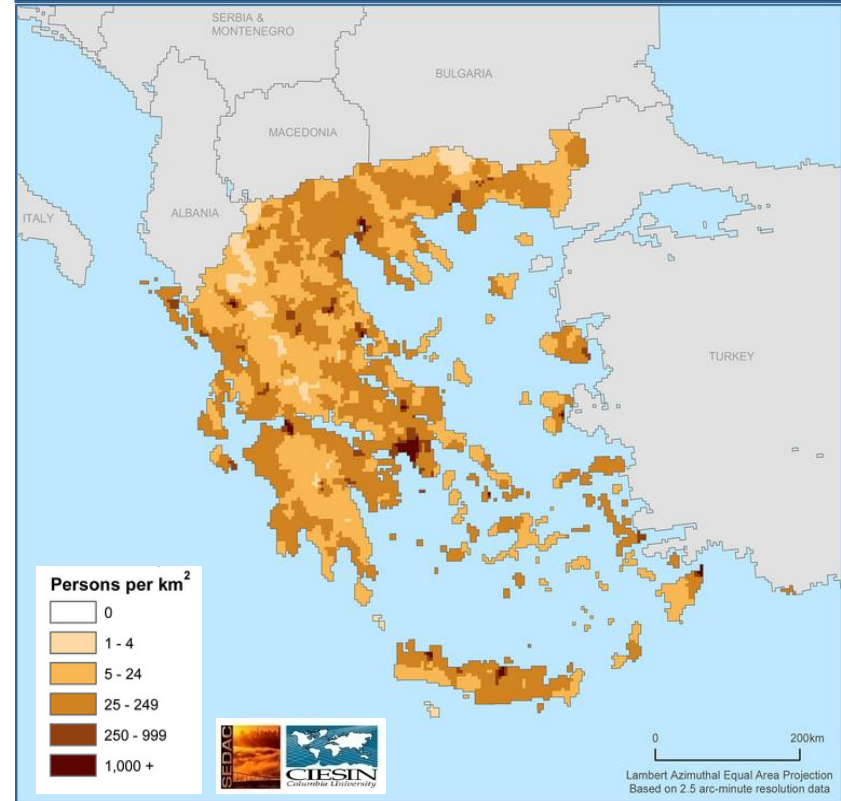 SERBIA &
MONTENEGRO
BULGARIA
MACEDONIA
ALBANIA
ITALY
TURKEY
Persons per km²
0
1 - 4
5 - 24
25 - 249
250 - 999
1,000 +
SEDAC
CIESIN
Columbia University
0 200km
Lambert Azimuthal Equal Area Projection
Based on 2.5 arc-minute resolution data